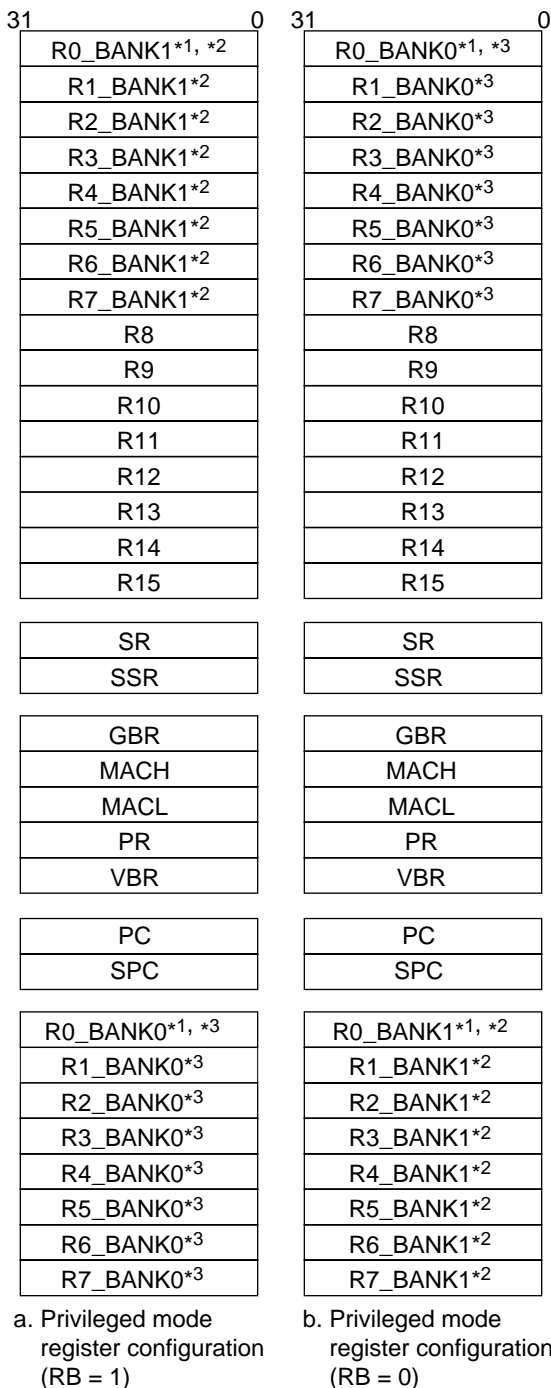 31 0
R0_BANK1*1, *2
R1_BANK1*2
R2_BANK1*2
R3_BANK1*2
R4_BANK1*2
R5_BANK1*2
R6_BANK1*2
R7_BANK1*2
R8
R9
R10
R11
R12
R13
R14
R15
SR
SSR
GBR
MACH
MACL
PR
VBR
PC
SPC
R0_BANK0*1, *3
R1_BANK0*3
R2_BANK0*3
R3_BANK0*3
R4_BANK0*3
R5_BANK0*3
R6_BANK0*3
R7_BANK0*3
a. Privileged mode
register configuration
(RB = 1)
31 0
R0_BANK0*1, *3
R1_BANK0*3
R2_BANK0*3
R3_BANK0*3
R4_BANK0*3
R5_BANK0*3
R6_BANK0*3
R7_BANK0*3
R8
R9
R10
R11
R12
R13
R14
R15
SR
SSR
GBR
MACH
MACL
PR
VBR
PC
SPC
R0_BANK1*1, *2
R1_BANK1*2
R2_BANK1*2
R3_BANK1*2
R4_BANK1*2
R5_BANK1*2
R6_BANK1*2
R7_BANK1*2
b. Privileged mode
register configuration
(RB = 0)